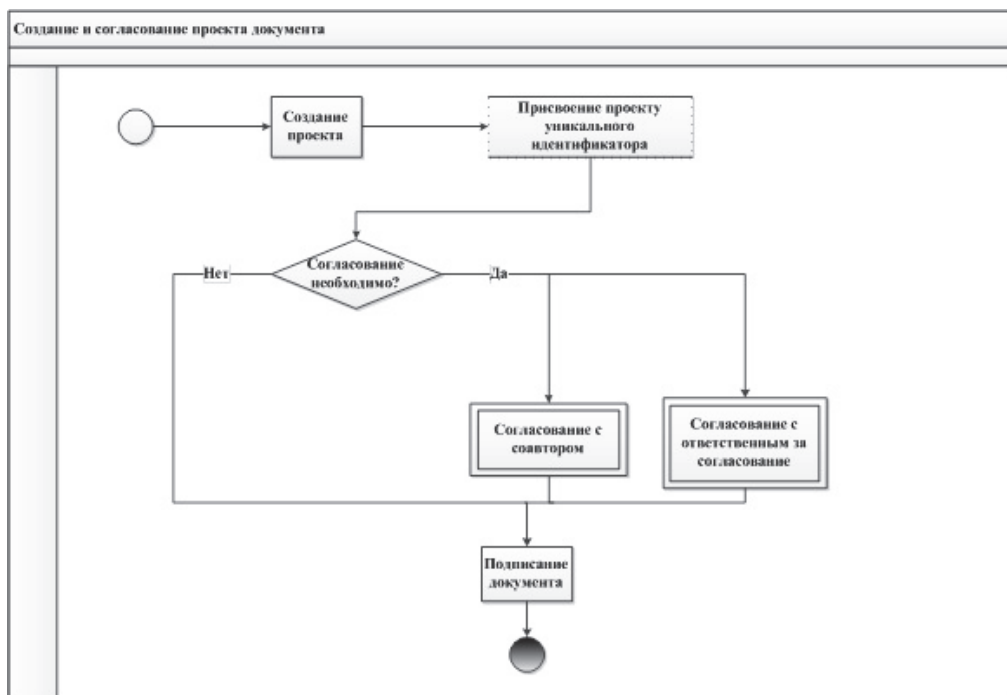 Создание и согласование проекта документа
Создание
проекта
Присвоение проекту
уникального
идентификатора
Согласование
необходимо?
Нет
Да
Согласование с
соавтором
Согласование с
ответственным за
согласование
Подписание
документа